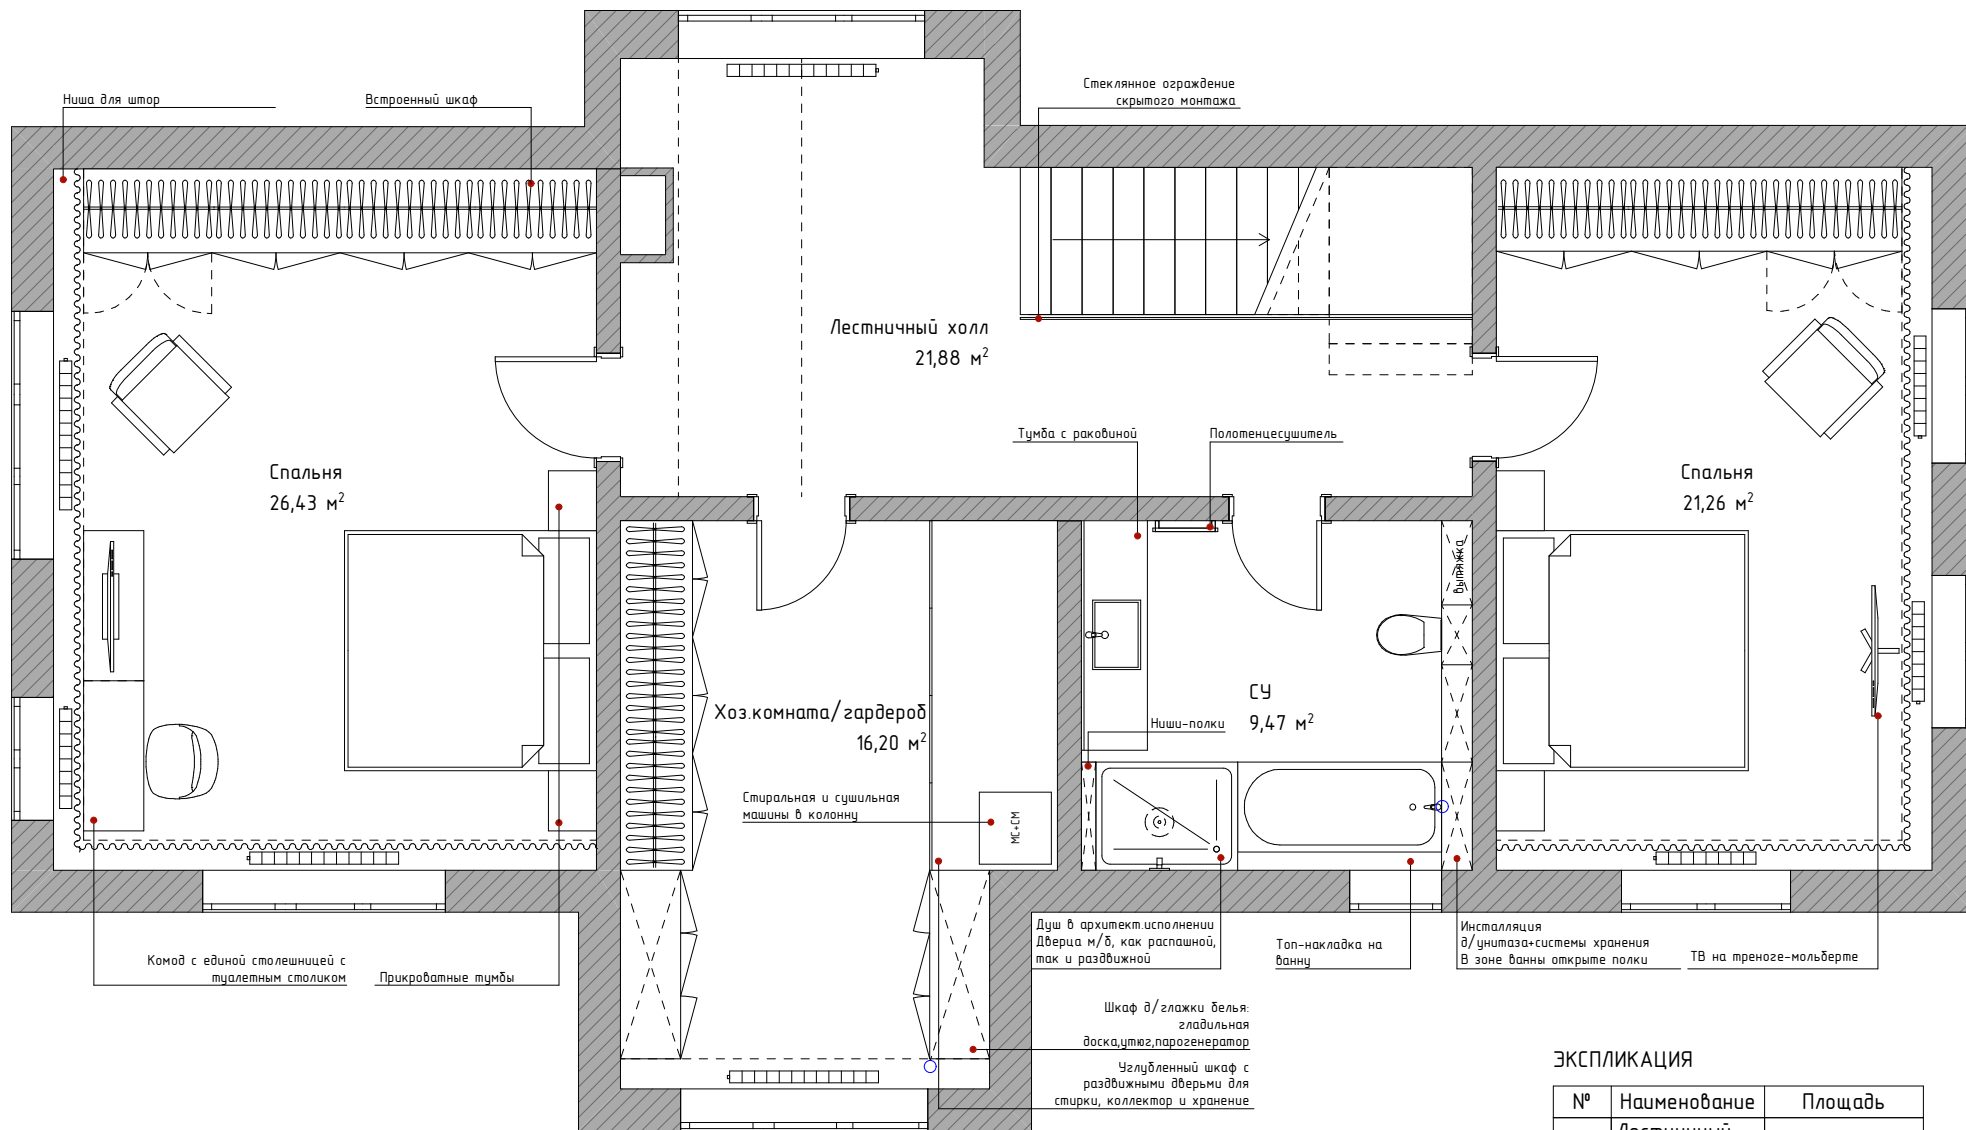 Ниша для штор
Встроенный шкаф
Стеклянное ограждение
скрытого монтажа
Лестничный холл
21,88 м²
Тумба с раковиной
Полотенцесушитель
Спальня
26,43 м²
Спальня
21,26 м²
вытяжка
СУ
9,47 м²
Ниши-полки
Хоз.комната/гардероб
16,20 м²
Стиральная и сушильная
машины в колонну
МС+СМ
Комод с единой столешницей с
туалетным столиком
Прикроватные тумбы
Душ в архитект.исполнении
Дверца м/б, как распашной,
так и раздвижной
Топ-накладка на
ванну
Инсталляция
д/унитаза+системы хранения
В зоне ванны открыте полки
ТВ на треноге-мольберте
Шкаф д/глажки белья:
гладильная
доска,утюг,парогенератор
Углубленный шкаф с
раздвижными дверьми для
стирки, коллектор и хранение
ЭКСПЛИКАЦИЯ
Nº Наименование Площадь
Лестничный